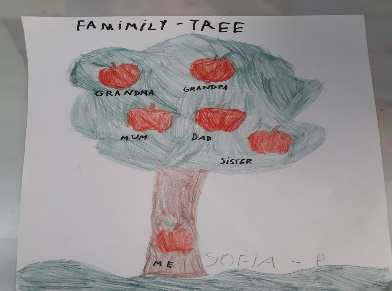 FAMIMILY - TREE
GRANDMA GRANDPA
MUM DAD
SISTER
ME
SOFIA - P